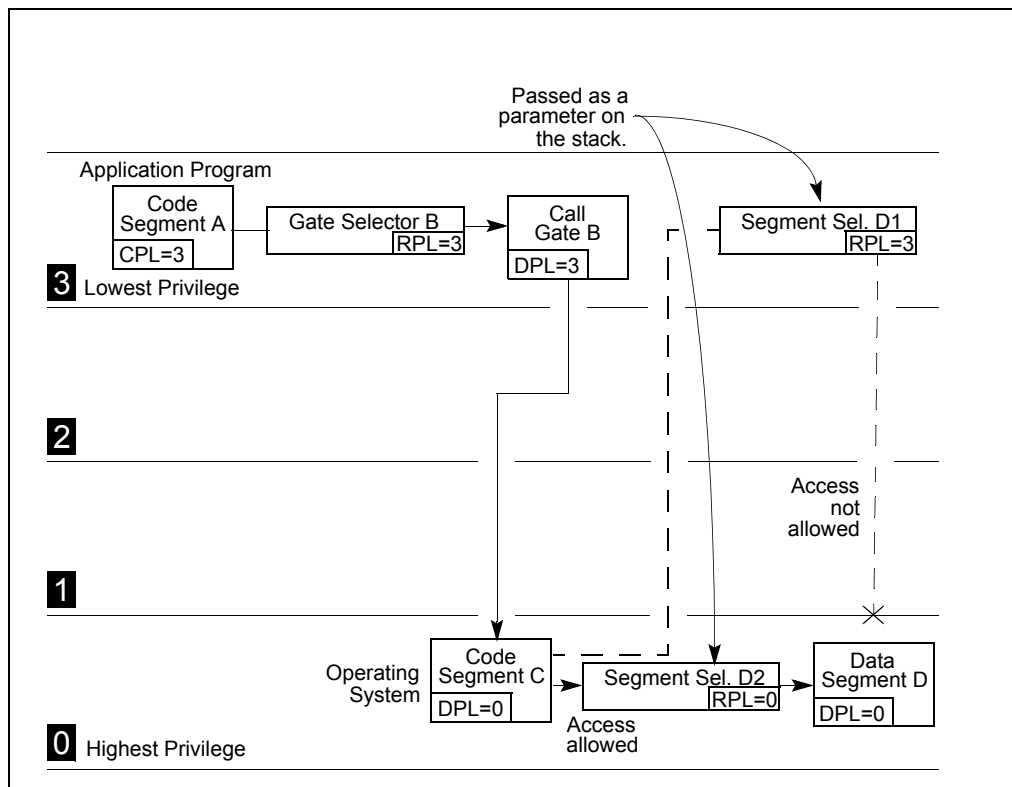 Passed as a
parameter on
the stack.
Application Program
Code
Segment A
CPL=3
Gate Selector B
RPL=3
Call
Gate B
DPL=3
Segment Sel. D1
RPL=3
3 Lowest Privilege
2
Access
not
allowed
1
Operating
System
Code
Segment C
DPL=0
Segment Sel. D2
RPL=0
Access
allowed
Data
Segment D
DPL=0
0 Highest Privilege